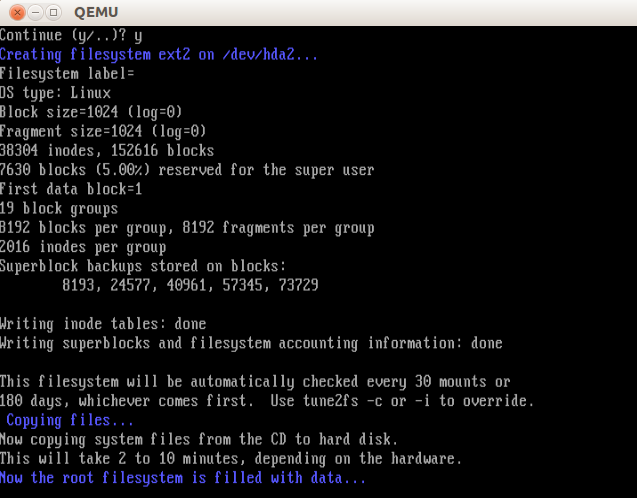 QEMU
Continue (y/..)? y
Creating filesystem ext2 on /dev/hda2...
Filesystem label=
OS type: Linux
Block size=1024 (log=0)
Fragment size=1024 (log=0)
38304 inodes, 152616 blocks
7630 blocks (5.00%) reserved for the super user
First data block=1
19 block groups
8192 blocks per group, 8192 fragments per group
2016 inodes per group
Superblock backups stored on blocks:
        8193, 24577, 40961, 57345, 73729

Writing inode tables: done
Writing superblocks and filesystem accounting information: done

This filesystem will be automatically checked every 30 mounts or
180 days, whichever comes first.  Use tune2fs -c or -i to override.
 Copying files...
Now copying system files from the CD to hard disk.
This will take 2 to 10 minutes, depending on the hardware.
Now the root filesystem is filled with data...